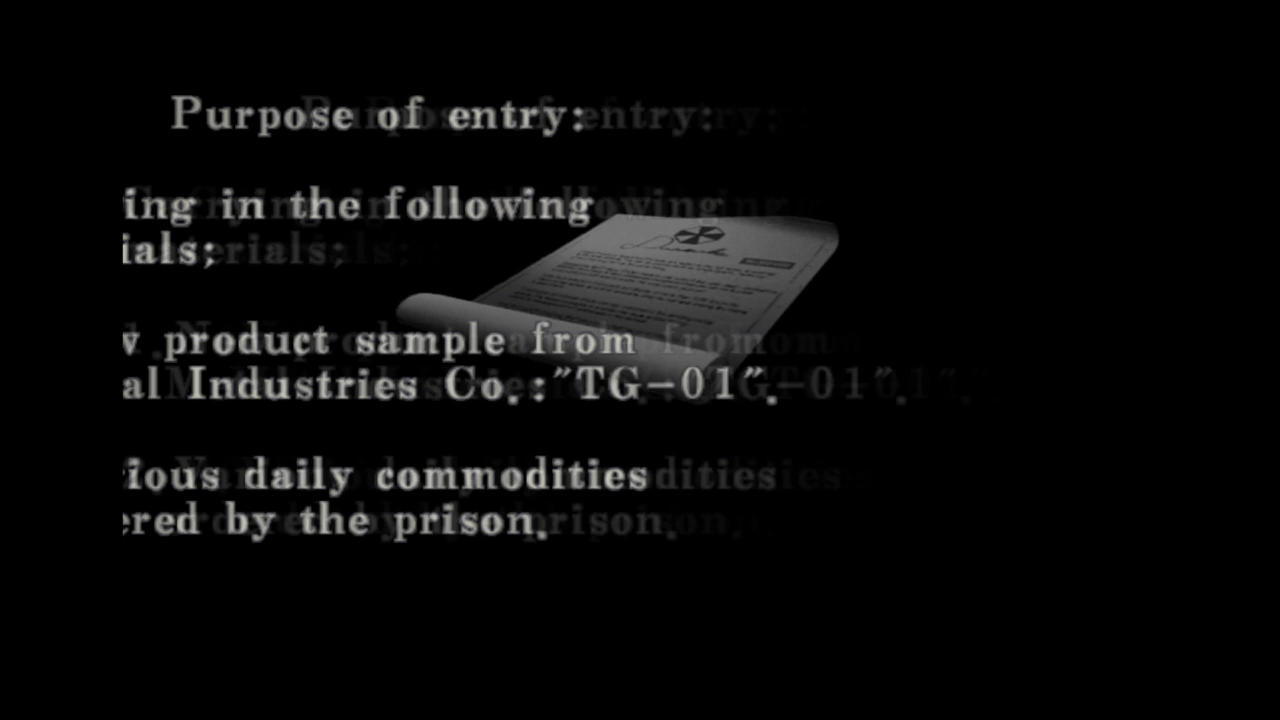 Purpose of entry:
ing in the following
ials;
product sample from
al Industries Co.:"TG-01".
ious daily commodities
ered by the prison.